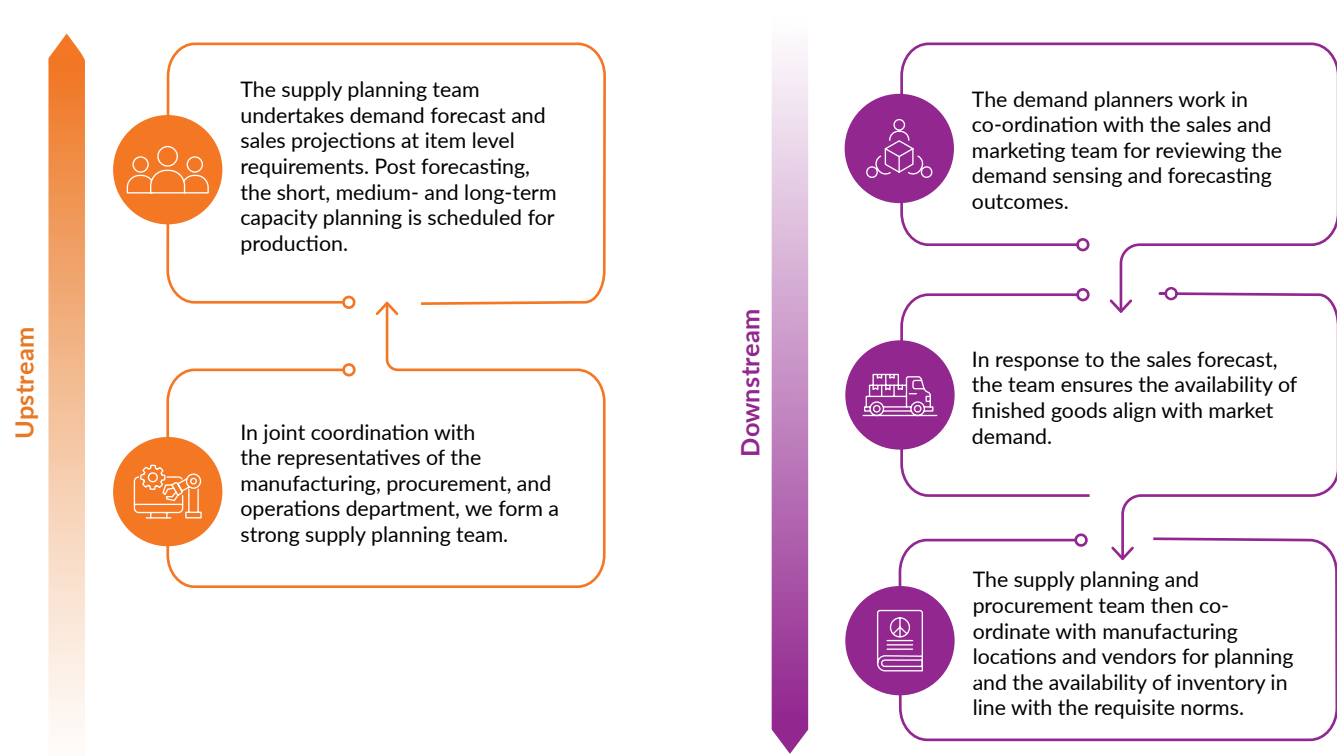 Upstream
The supply planning team
undertakes demand forecast and
sales projections at item level
requirements. Post forecasting,
the short, medium- and long-term
capacity planning is scheduled for
production.
In joint coordination with
the representatives of the
manufacturing, procurement, and
operations department, we form a
strong supply planning team.
Downstream
The demand planners work in
co-ordination with the sales and
marketing team for reviewing the
demand sensing and forecasting
outcomes.
In response to the sales forecast,
the team ensures the availability of
finished goods align with market
demand.
The supply planning and
procurement team then co-
ordinate with manufacturing
locations and vendors for planning
and the availability of inventory in
line with the requisite norms.